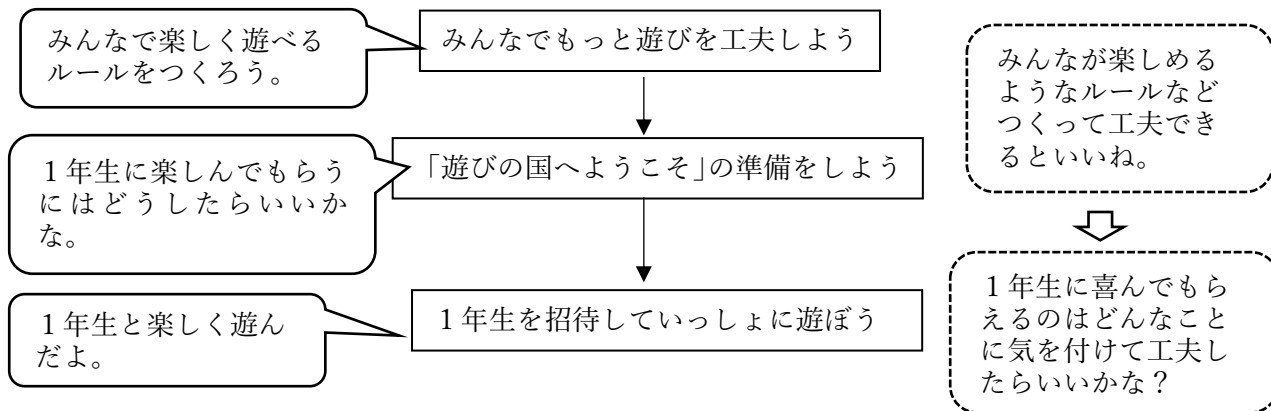 みんなで楽しく遊べる
ルールをつくろう。
みんなでもっと遊びを工夫しよう
みんなが楽しめる
ようなルールなど
つくって工夫でき
るといいね。
１年生に楽しんでもらう
にはどうしたらいいか
な。
「遊びの国へようこそ」の準備をしよう
１年生に喜んでもら
えるのはどんなこと
に気を付けて工夫し
たらいいかな？
１年生と楽しく遊ん
だよ。
１年生を招待していっしょに遊ぼう